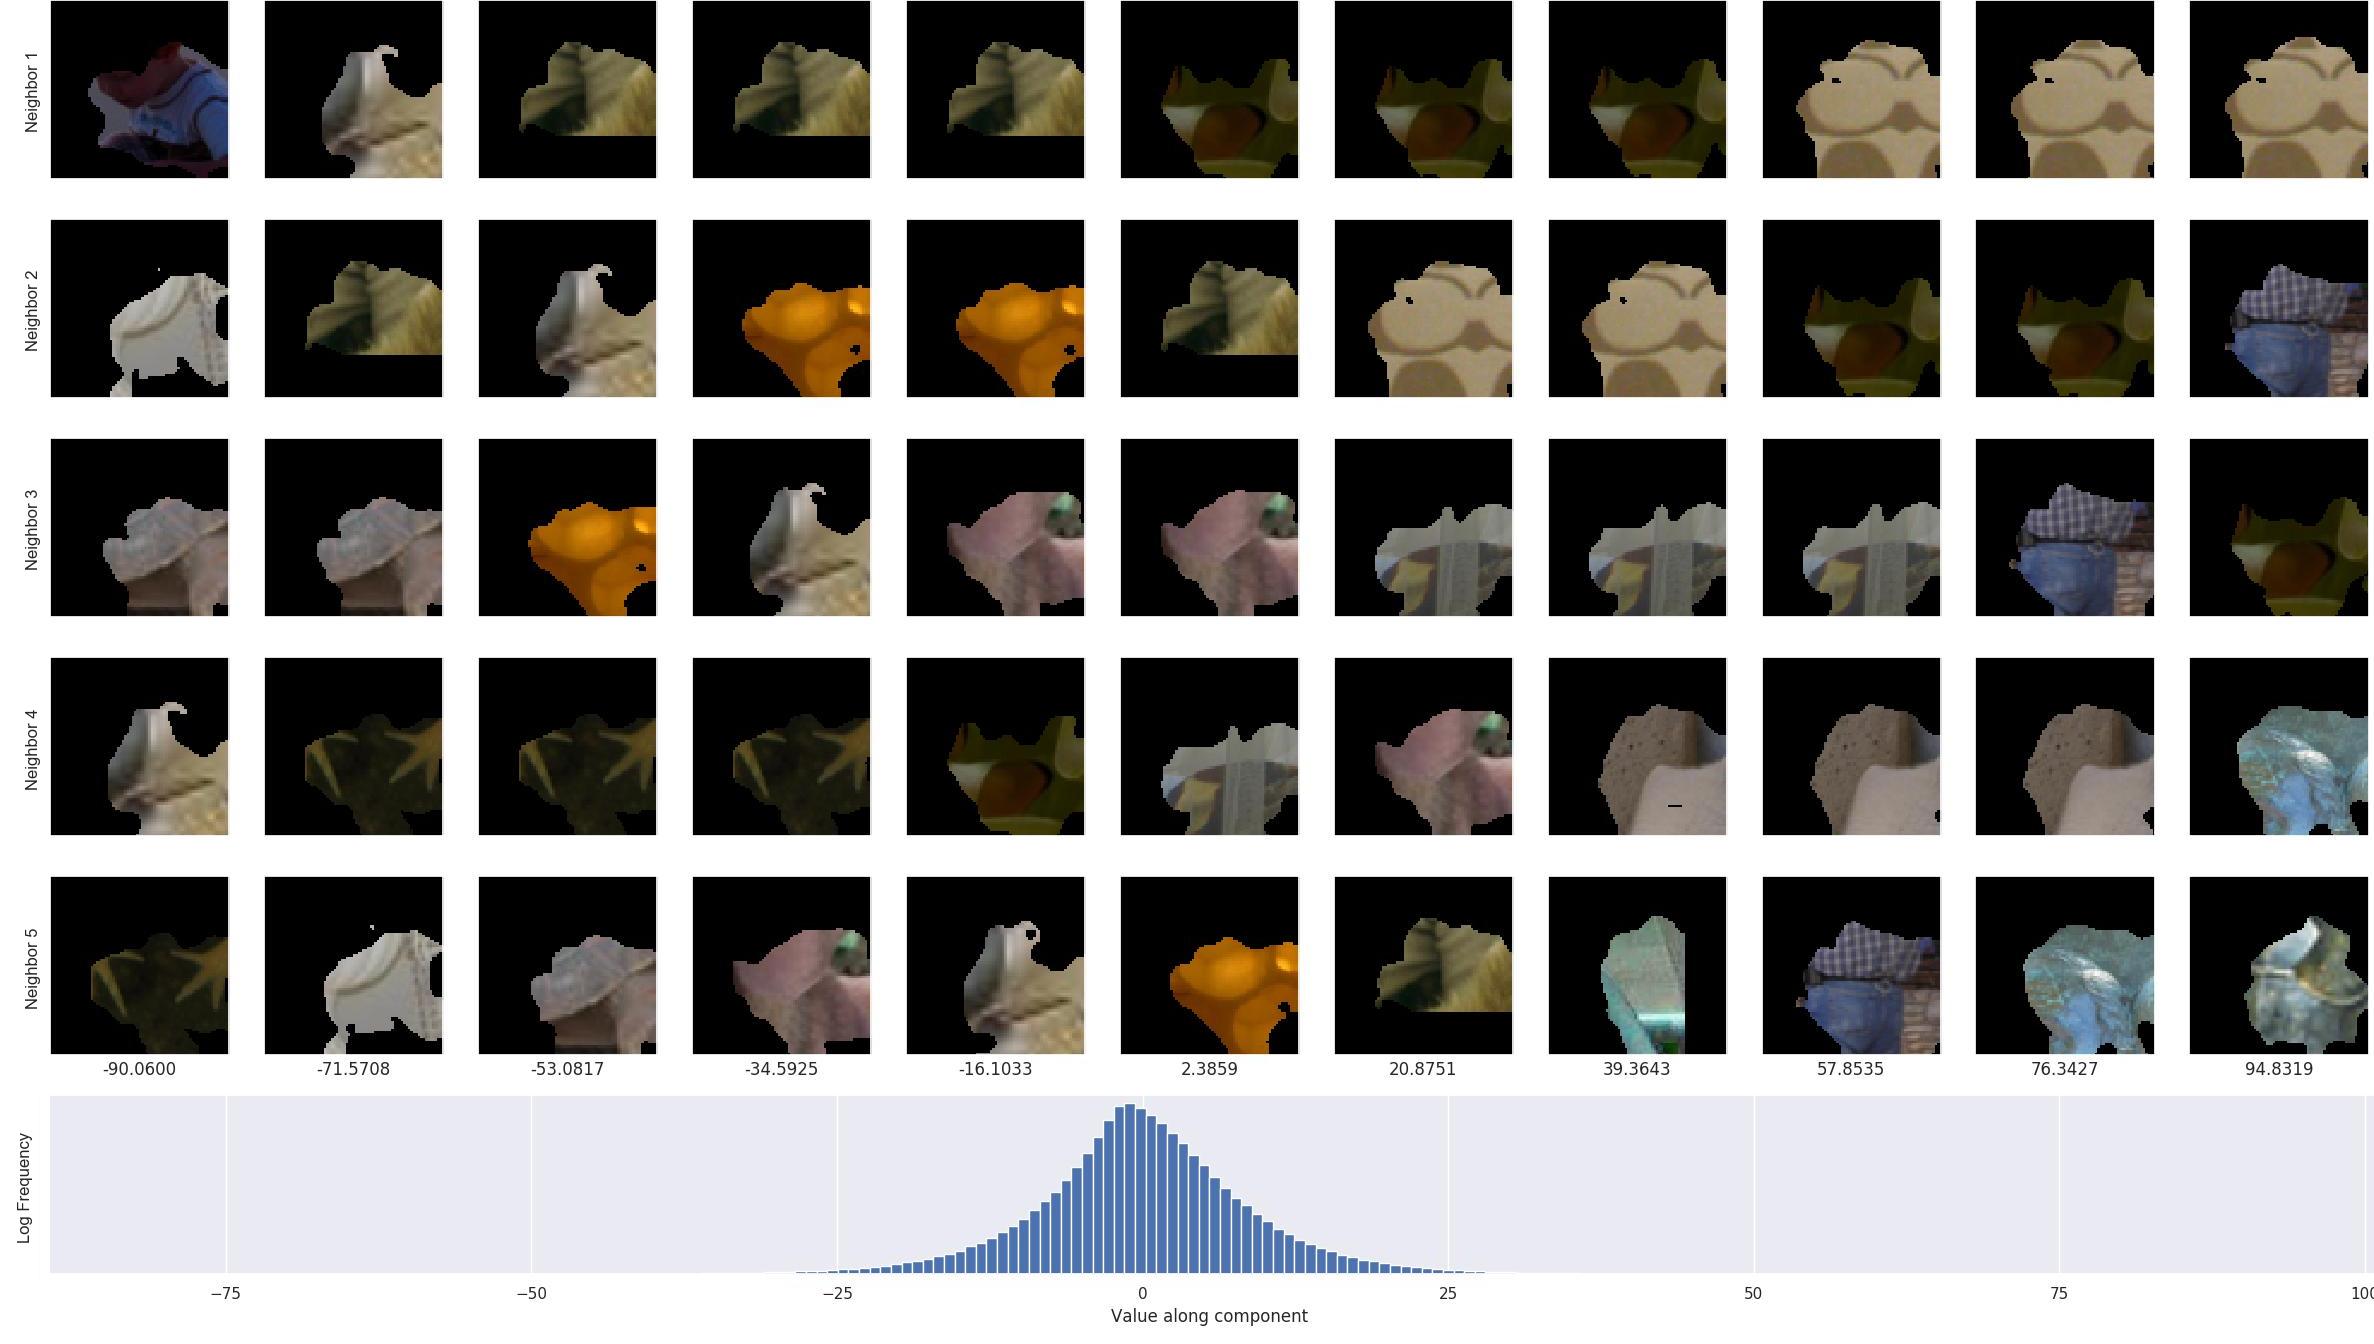 Neighbor 1
Neighbor 2
Neighbor 3
Neighbor 4
Neighbor 5
-90.0600 -71.5708 -53.0817 -34.5925 -16.1033 2.3859 20.8751 39.3643 57.8535 76.3427 94.8319
Log Frequency
−75 −50 −25 0 25 50 75 100
Value along component